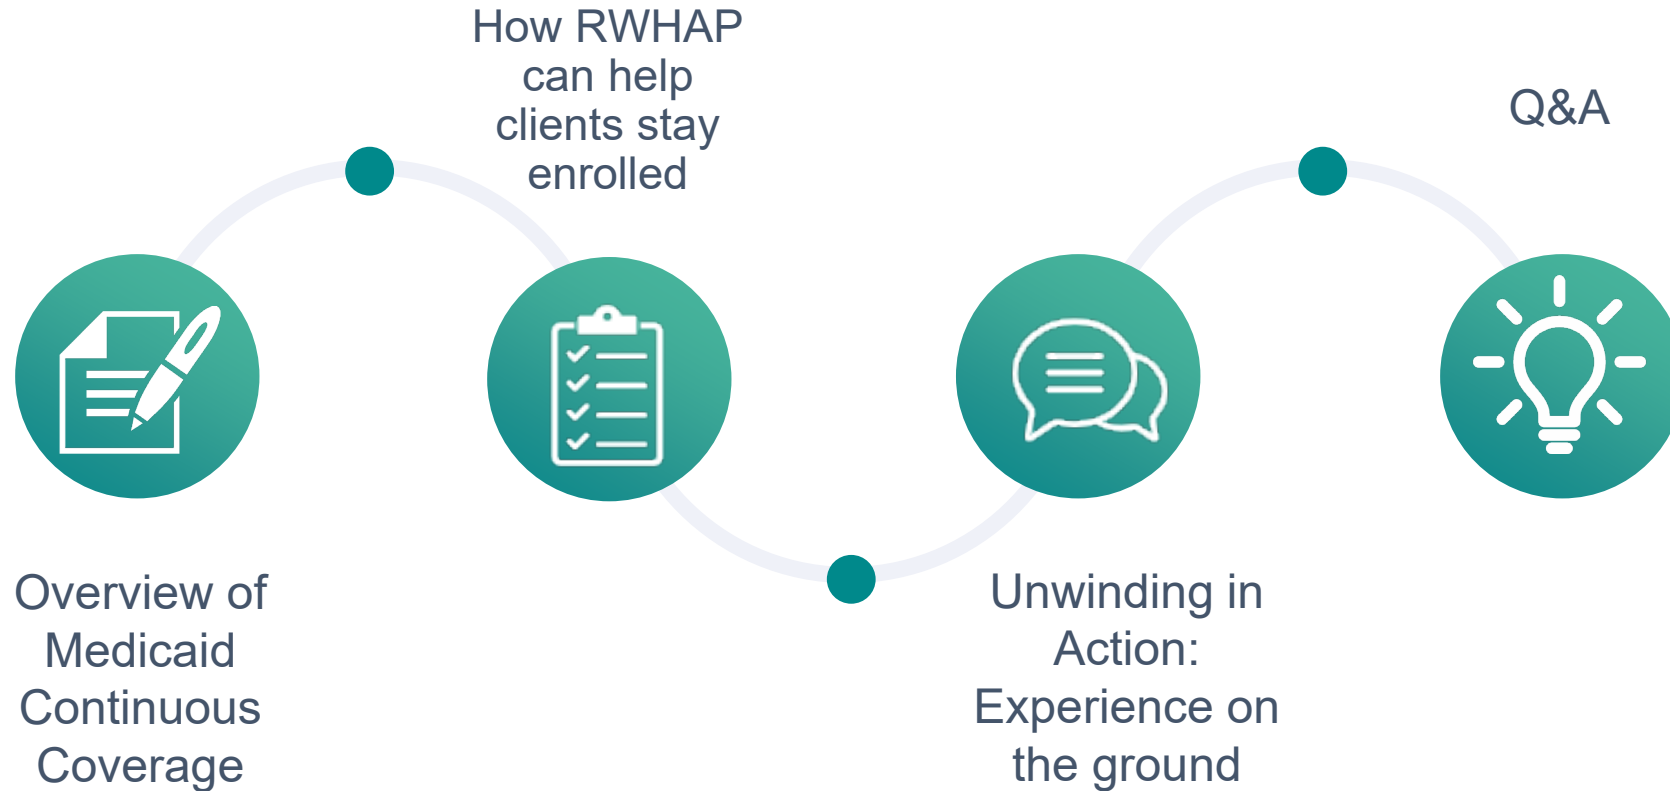 Overview of
Medicaid
Continuous
Coverage
How RWHAP
can help
clients stay
enrolled
Unwinding in
Action:
Experience on
the ground
Q&A